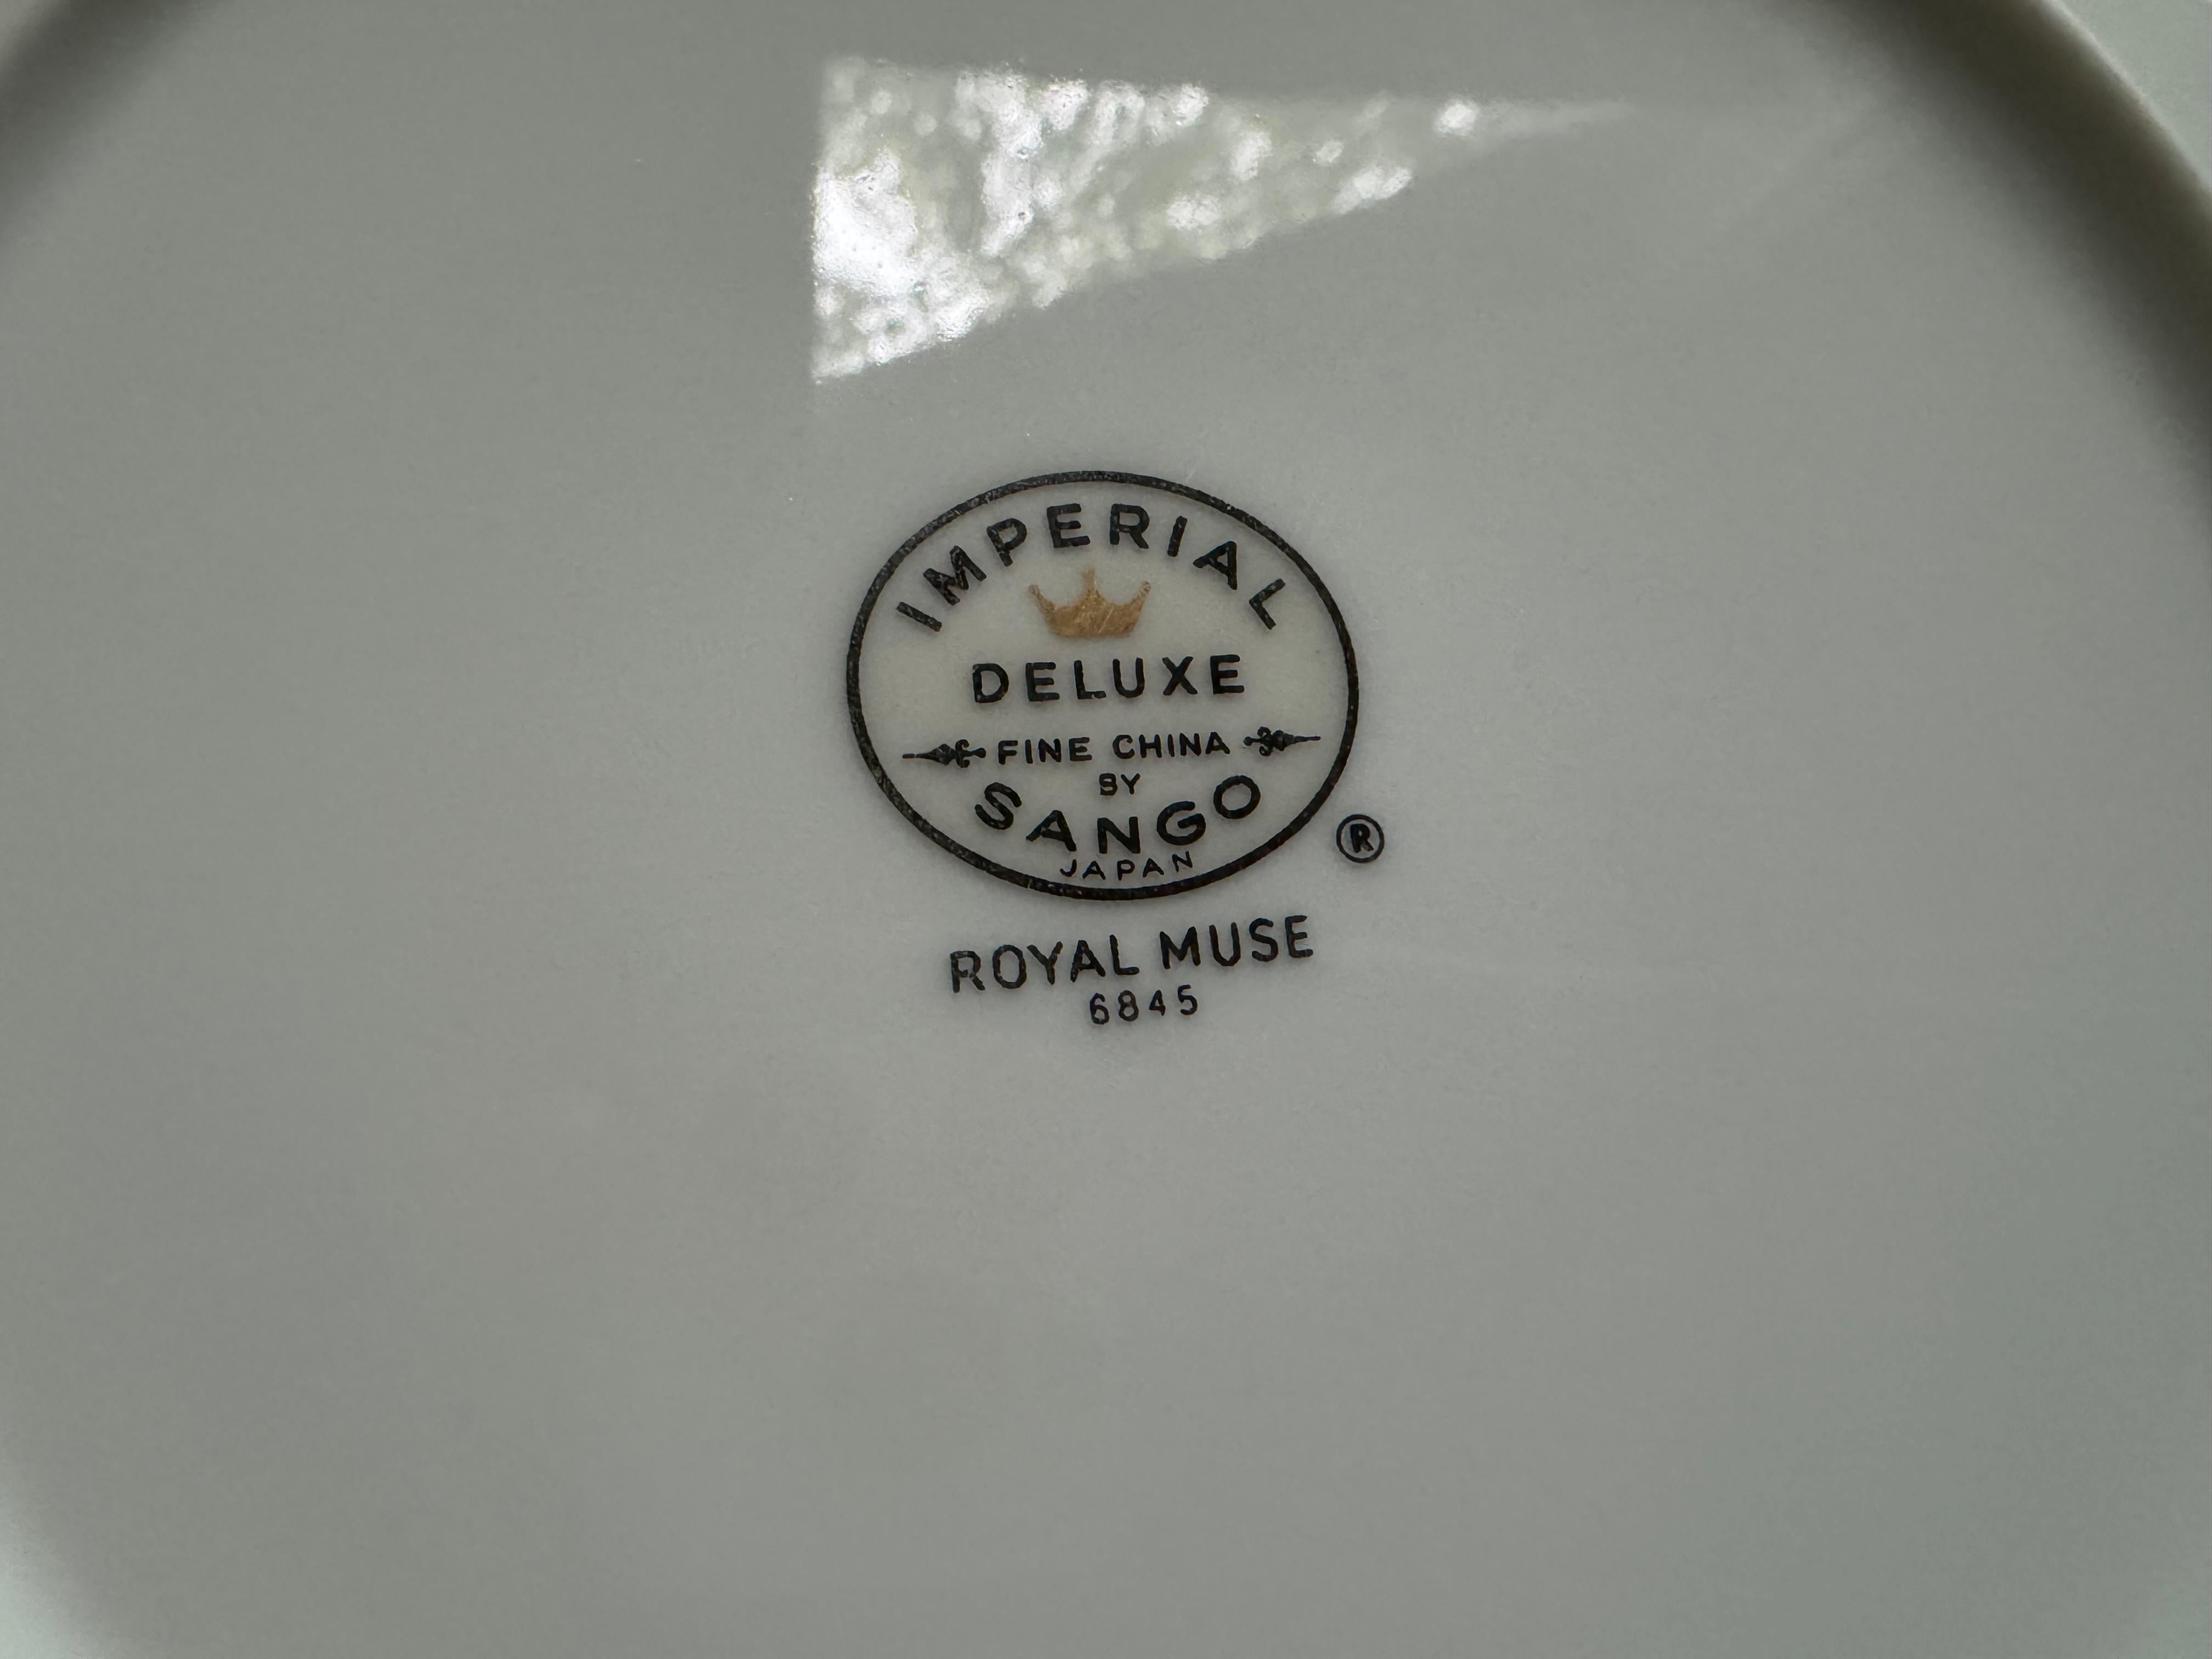 IMPERIAL
DELUXE
FINE CHINA
BY
SANGO
JAPAN
®
ROYAL MUSE
6845